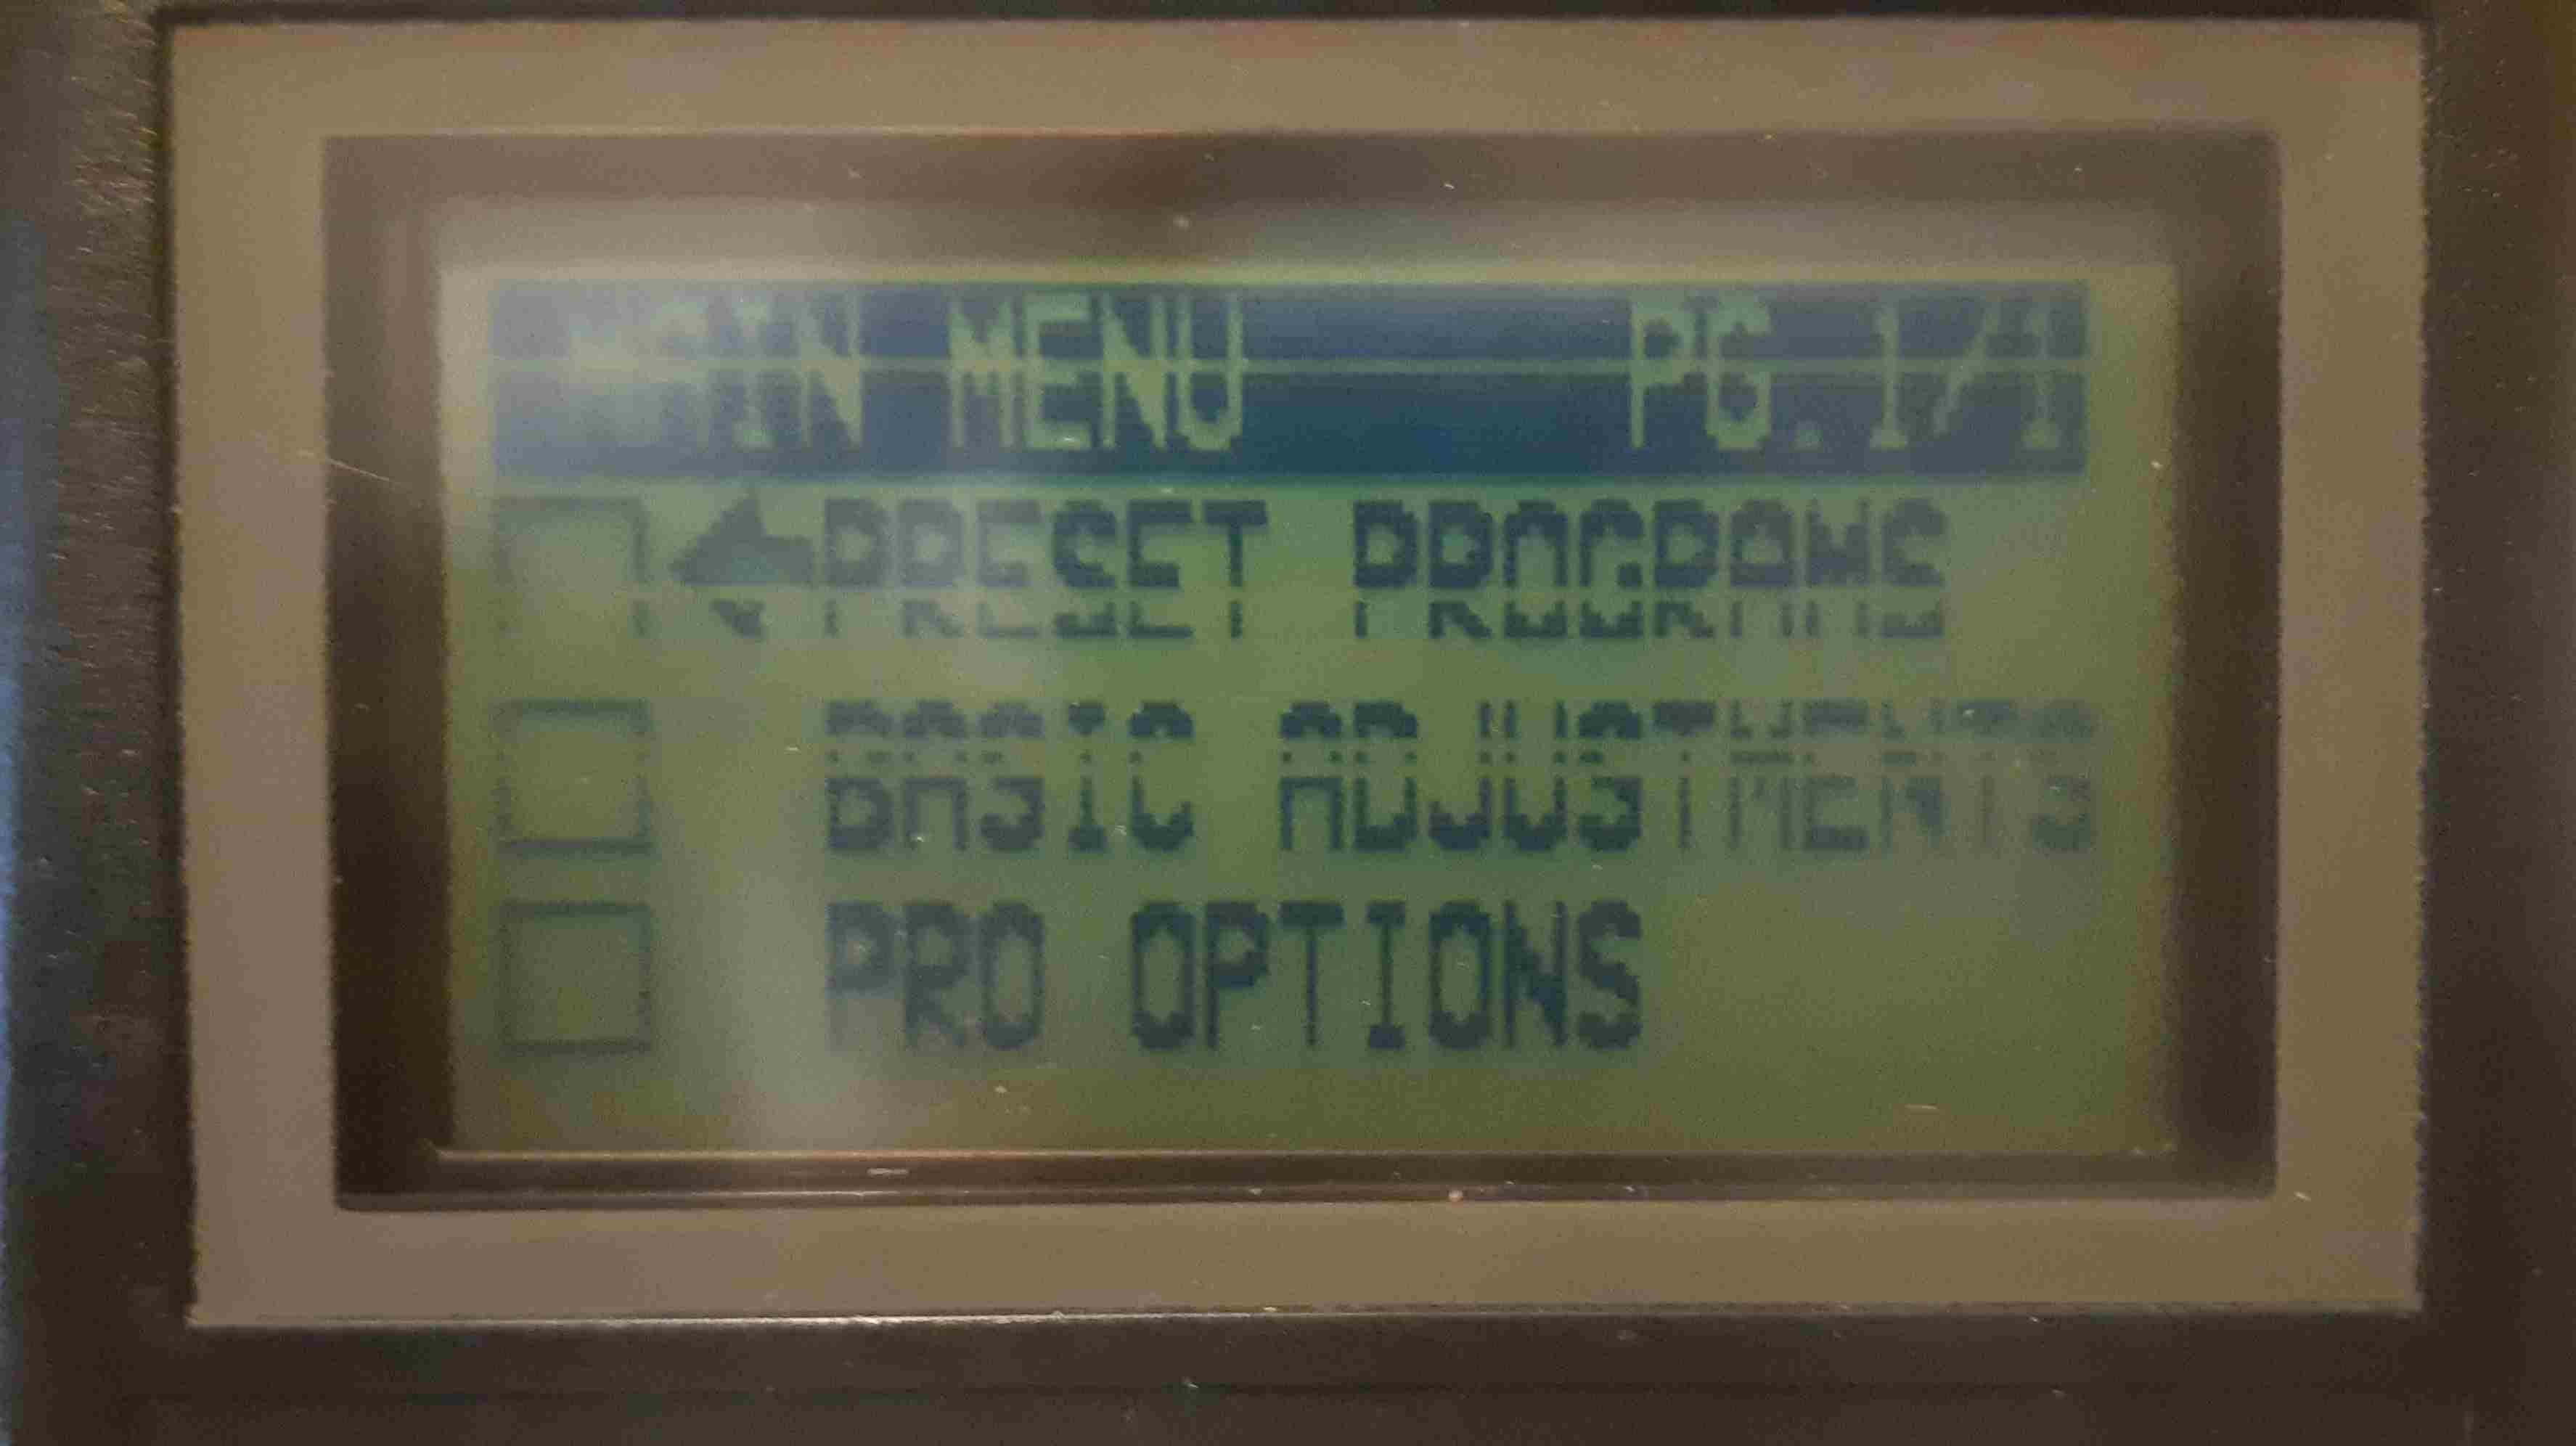 MAIN MENU PG.1/1
PRESET PROGRAMS
BASIC ADJUSTMENTS
PRO OPTIONS